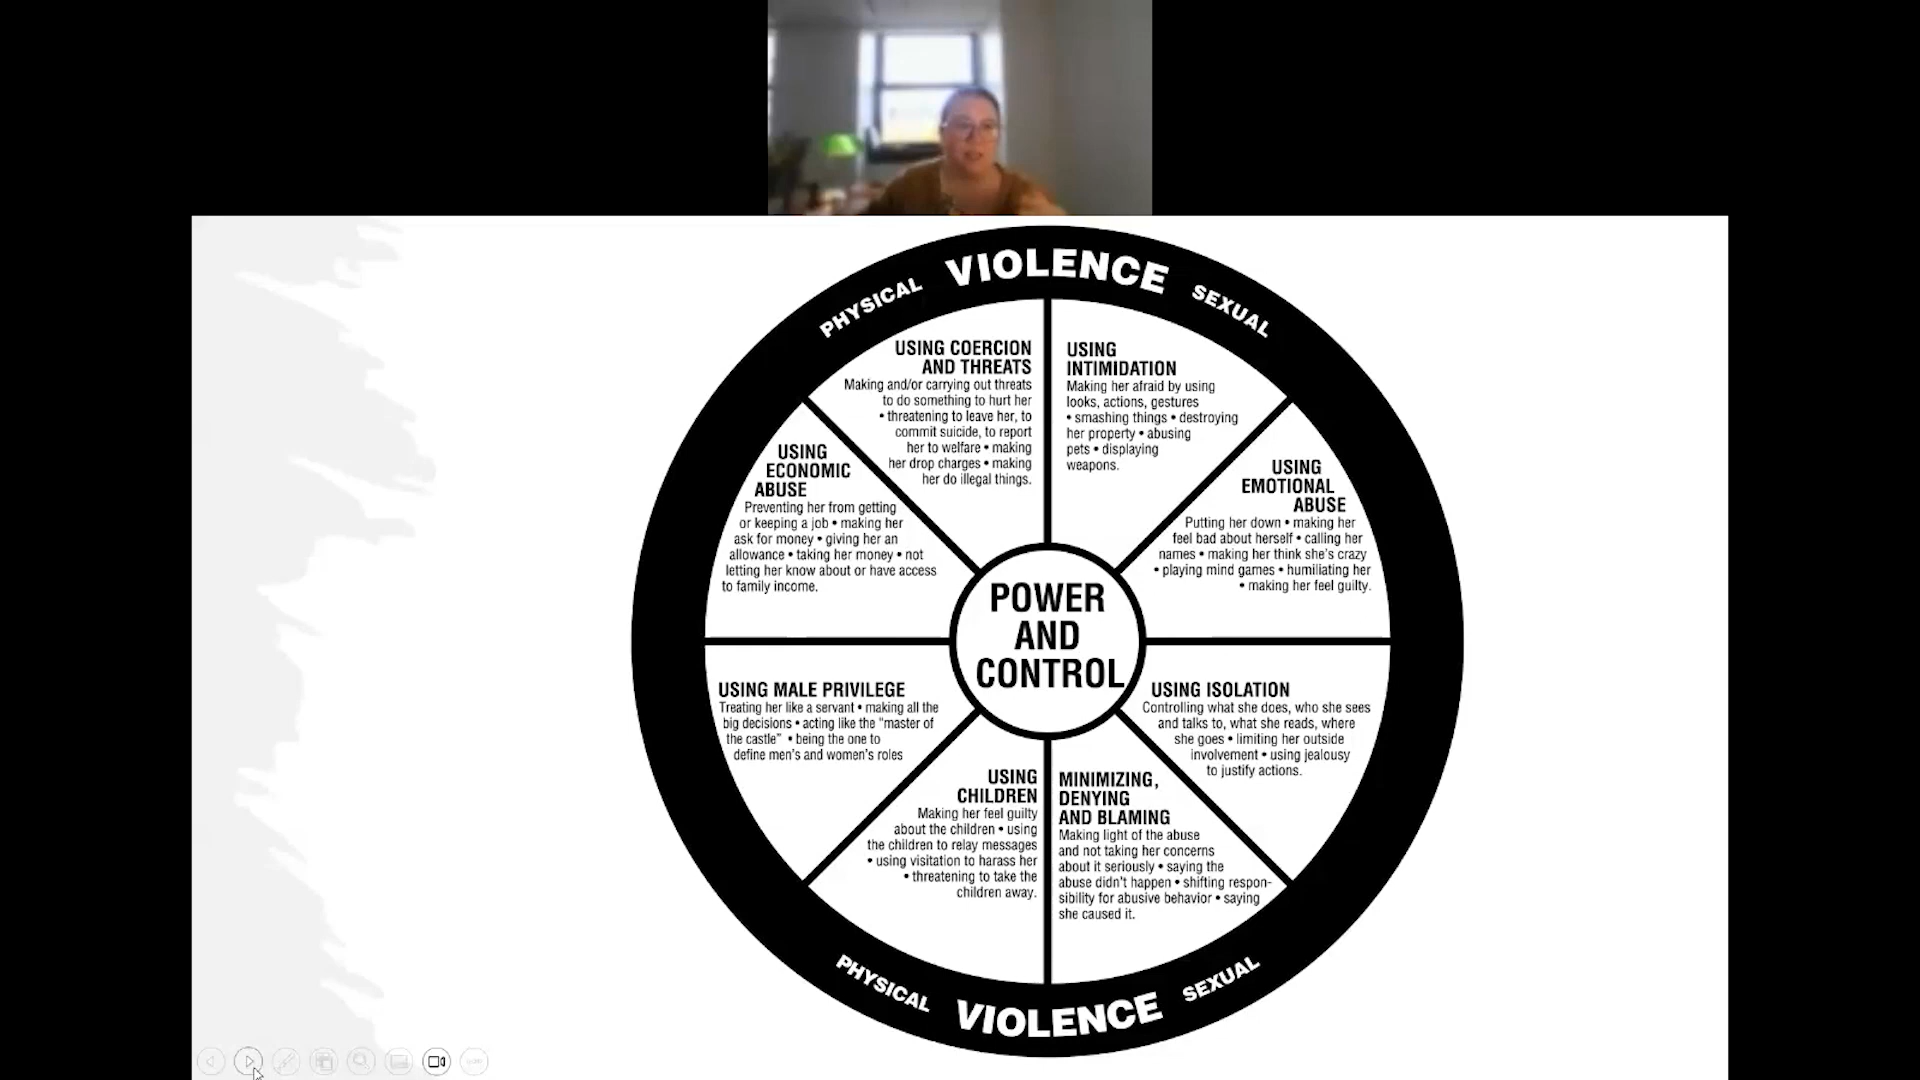 PHYSICAL VIOLENCE SEXUAL
USING COERCION
AND THREATS
Making and/or carrying out threats
to do something to hurt her
• threatening to leave her, to
commit suicide, to report
her to welfare • making
her drop charges • making
her do illegal things.
USING
INTIMIDATION
Making her afraid by using
looks, actions, gestures
• smashing things • destroying
her property • abusing
pets • displaying
weapons.
USING
ECONOMIC
ABUSE
Preventing her from getting
or keeping a job • making her
ask for money • giving her an
allowance • taking her money • not
letting her know about or have access
to family income.
USING
EMOTIONAL
ABUSE
Putting her down • making her
feel bad about herself • calling her
names • making her think she's crazy
• playing mind games • humiliating her
• making her feel guilty.
POWER
AND
CONTROL
USING MALE PRIVILEGE
Treating her like a servant • making all the
big decisions • acting like the "master of
the castle" • being the one to
define men's and women's roles
USING ISOLATION
Controlling what she does, who she sees
and talks to, what she reads, where
she goes • limiting her outside
involvement • using jealousy
to justify actions.
USING
CHILDREN
Making her feel guilty
about the children • using
the children to relay messages
• using visitation to harass her
• threatening to take the
children away.
MINIMIZING,
DENYING
AND BLAMING
Making light of the abuse
and not taking her concerns
about it seriously • saying the
abuse didn't happen • shifting respon-
sibility for abusive behavior • saying
she caused it.
PHYSICAL VIOLENCE SEXUAL